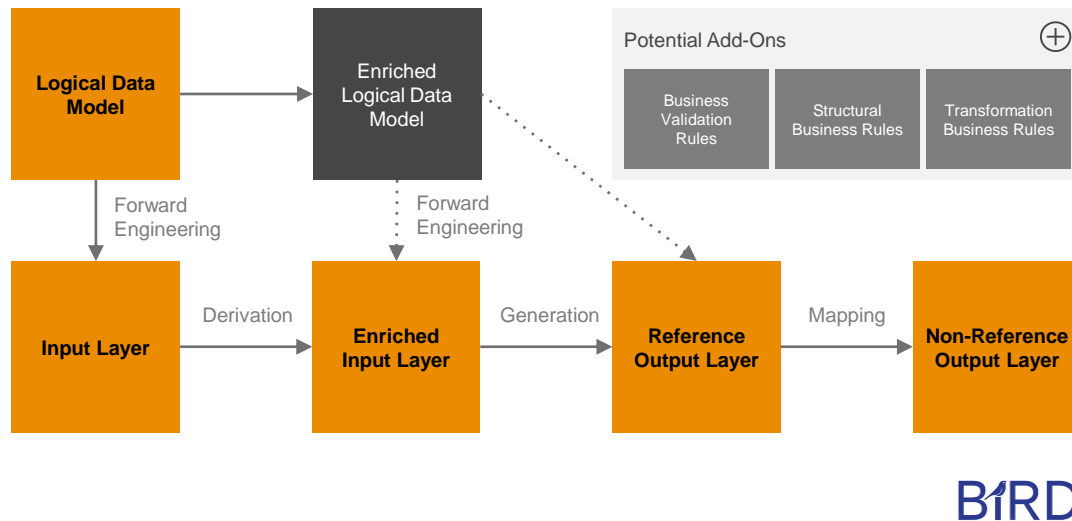 Logical Data
Model
Enriched
Logical Data
Model
Potential Add-Ons
Business
Validation
Rules
Structural
Business Rules
Transformation
Business Rules
Forward
Engineering
Forward
Engineering
Input Layer
Derivation
Enriched
Input Layer
Generation
Reference
Output Layer
Mapping
Non-Reference
Output Layer
BIRD